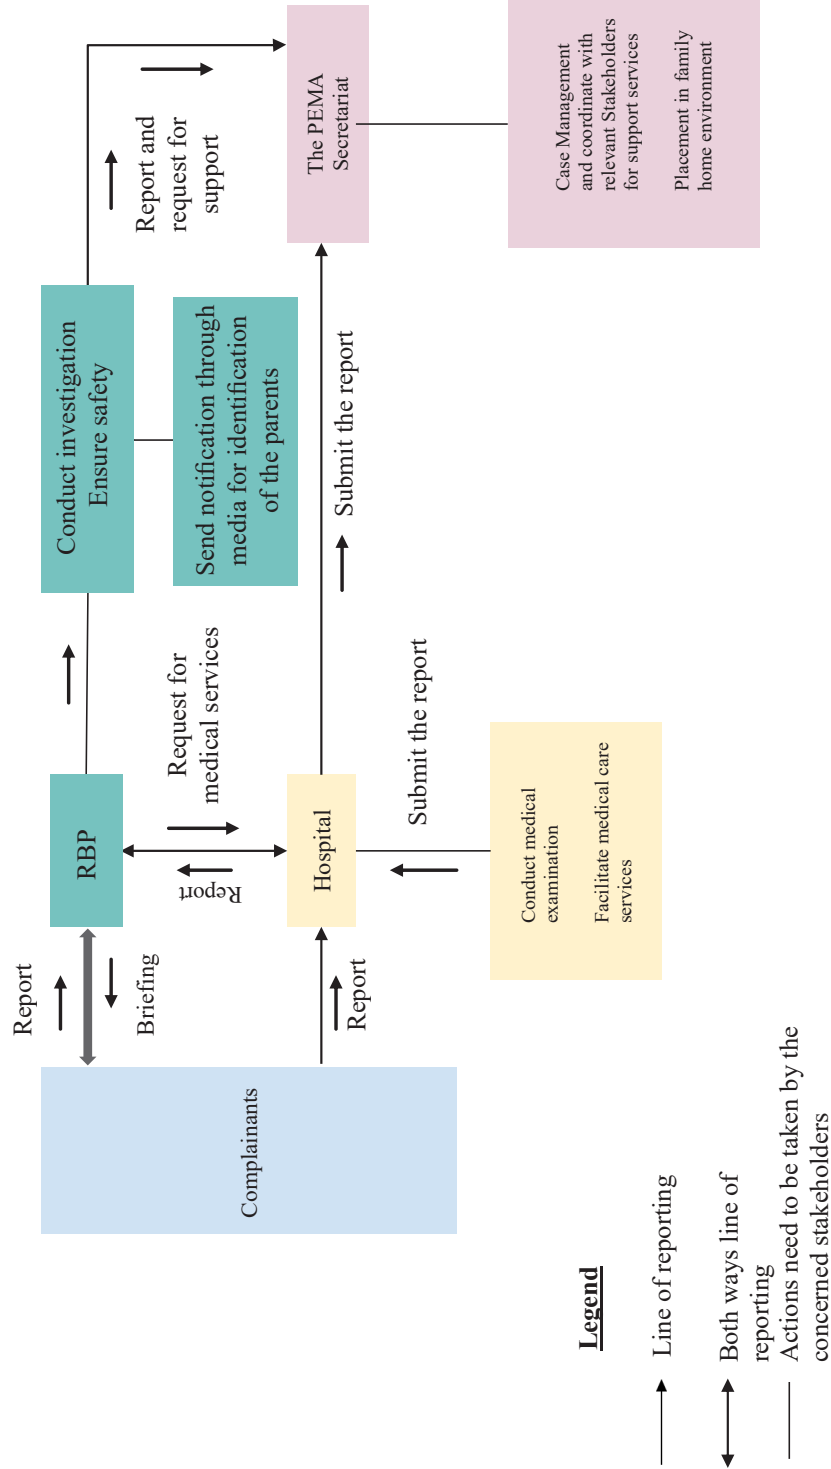 Report
Briefing
Complainants
Report
RBP
Request for
medical services
Report
Hospital
Submit the report
Conduct medical
examination
Facilitate medical care
services
Conduct investigation
Ensure safety
Send notification through
media for identification
of the parents
Submit the report
Report and
request for
support
The PEMA
Secretariat
Case Management
and coordinate with
relevant Stakeholders
for support services
Placement in family
home environment
Legend
Line of reporting
Both ways line of
reporting
Actions need to be taken by the
concerned stakeholders